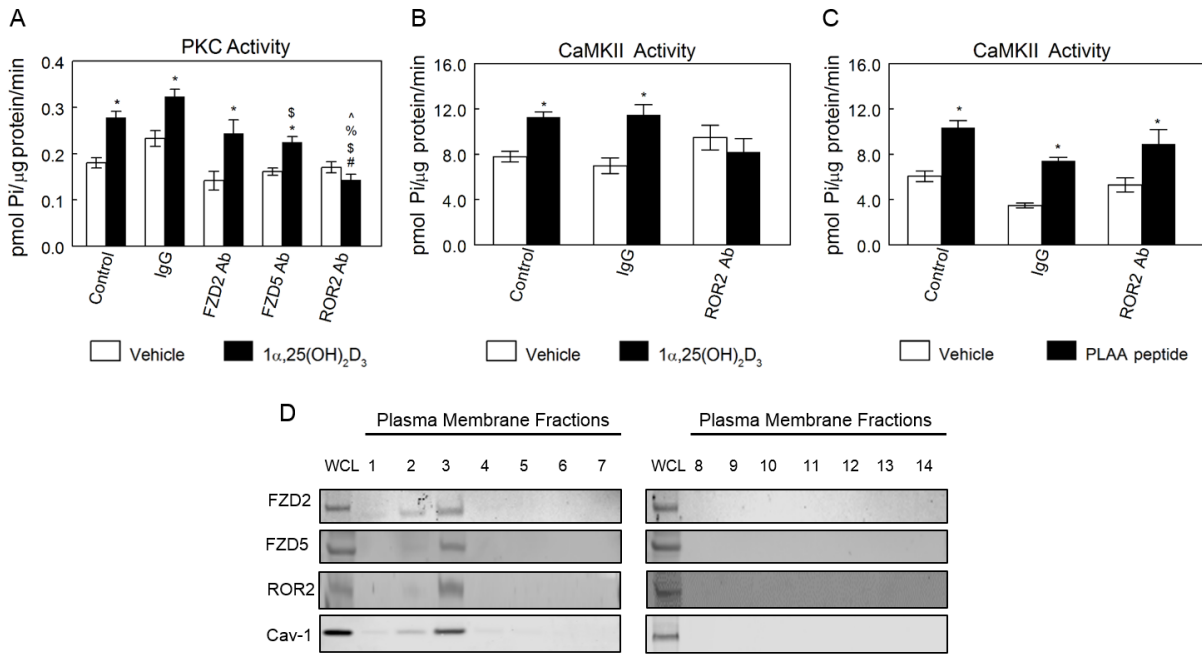 A
PKC Activity
pmol Pi/μg protein/min
0.4
0.3
0.2
0.1
0.0
*
*
*
$
*
^
%
$
#
Control
IgG
FZD2 Ab
FZD5 Ab
ROR2 Ab
Vehicle
1α,25(OH)₂D₃
B
CaMKII Activity
pmol Pi/μg protein/min
16.0
12.0
8.0
4.0
0.0
*
*
Control
IgG
ROR2 Ab
Vehicle
1α,25(OH)₂D₃
C
CaMKII Activity
pmol Pi/μg protein/min
16.0
12.0
8.0
4.0
0.0
*
*
*
Control
IgG
ROR2 Ab
Vehicle
PLAA peptide
D
Plasma Membrane Fractions
WCL 1 2 3 4 5 6 7
Plasma Membrane Fractions
WCL 8 9 10 11 12 13 14
FZD2
FZD5
ROR2
Cav-1